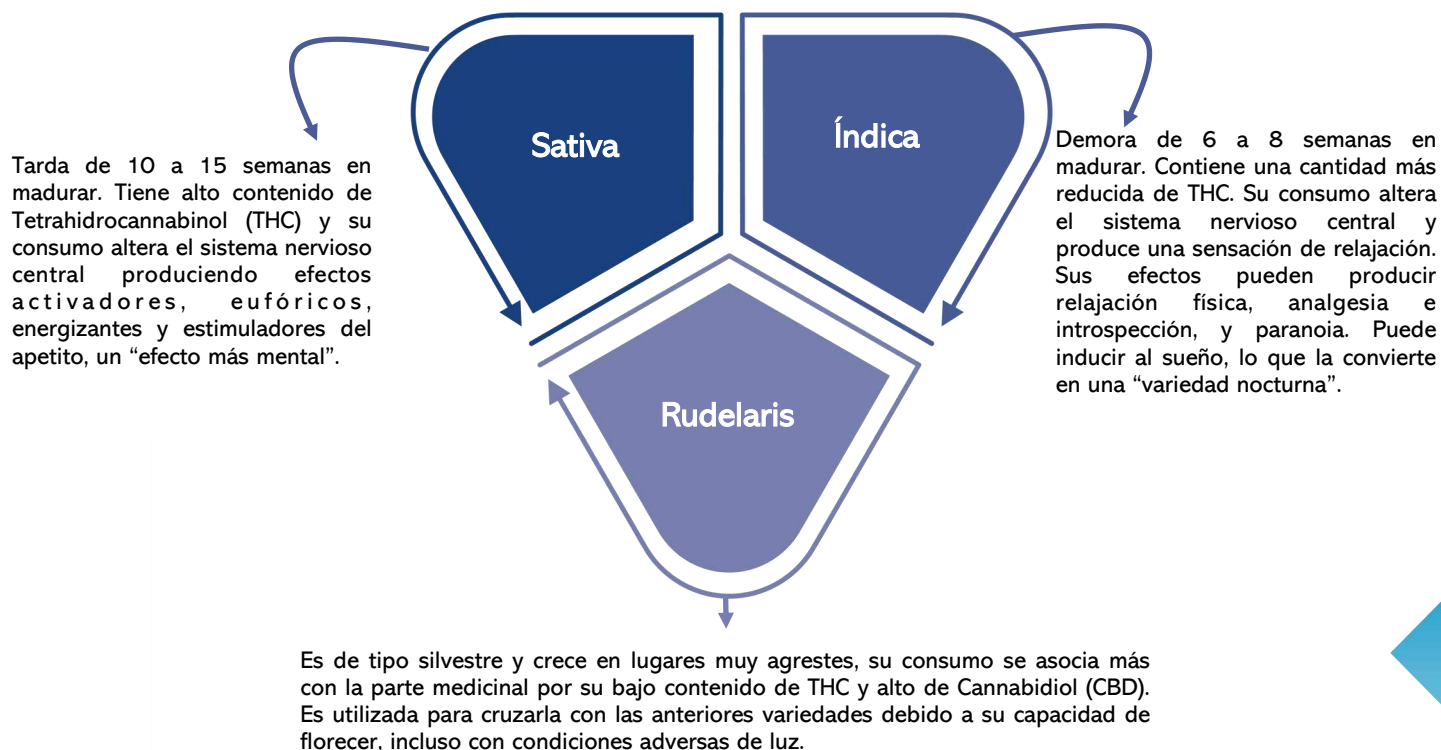 Sativa
Índica
Tarda de 10 a 15 semanas en
madurar. Tiene alto contenido de
Tetrahidrocannabinol (THC) y su
consumo altera el sistema nervioso
central produciendo efectos
activadores, eufóricos,
energizantes y estimuladores del
apetito, un “efecto más mental”.
Demora de 6 a 8 semanas en
madurar. Contiene una cantidad más
reducida de THC. Su consumo altera
el sistema nervioso central y
produce una sensación de relajación.
Sus efectos pueden producir
relajación física, analgesia e
introspección, y paranoia. Puede
inducir al sueño, lo que la convierte
en una “variedad nocturna”.
Rudelaris
Es de tipo silvestre y crece en lugares muy agrestes, su consumo se asocia más
con la parte medicinal por su bajo contenido de THC y alto de Cannabidiol (CBD).
Es utilizada para cruzarla con las anteriores variedades debido a su capacidad de
florecer, incluso con condiciones adversas de luz.